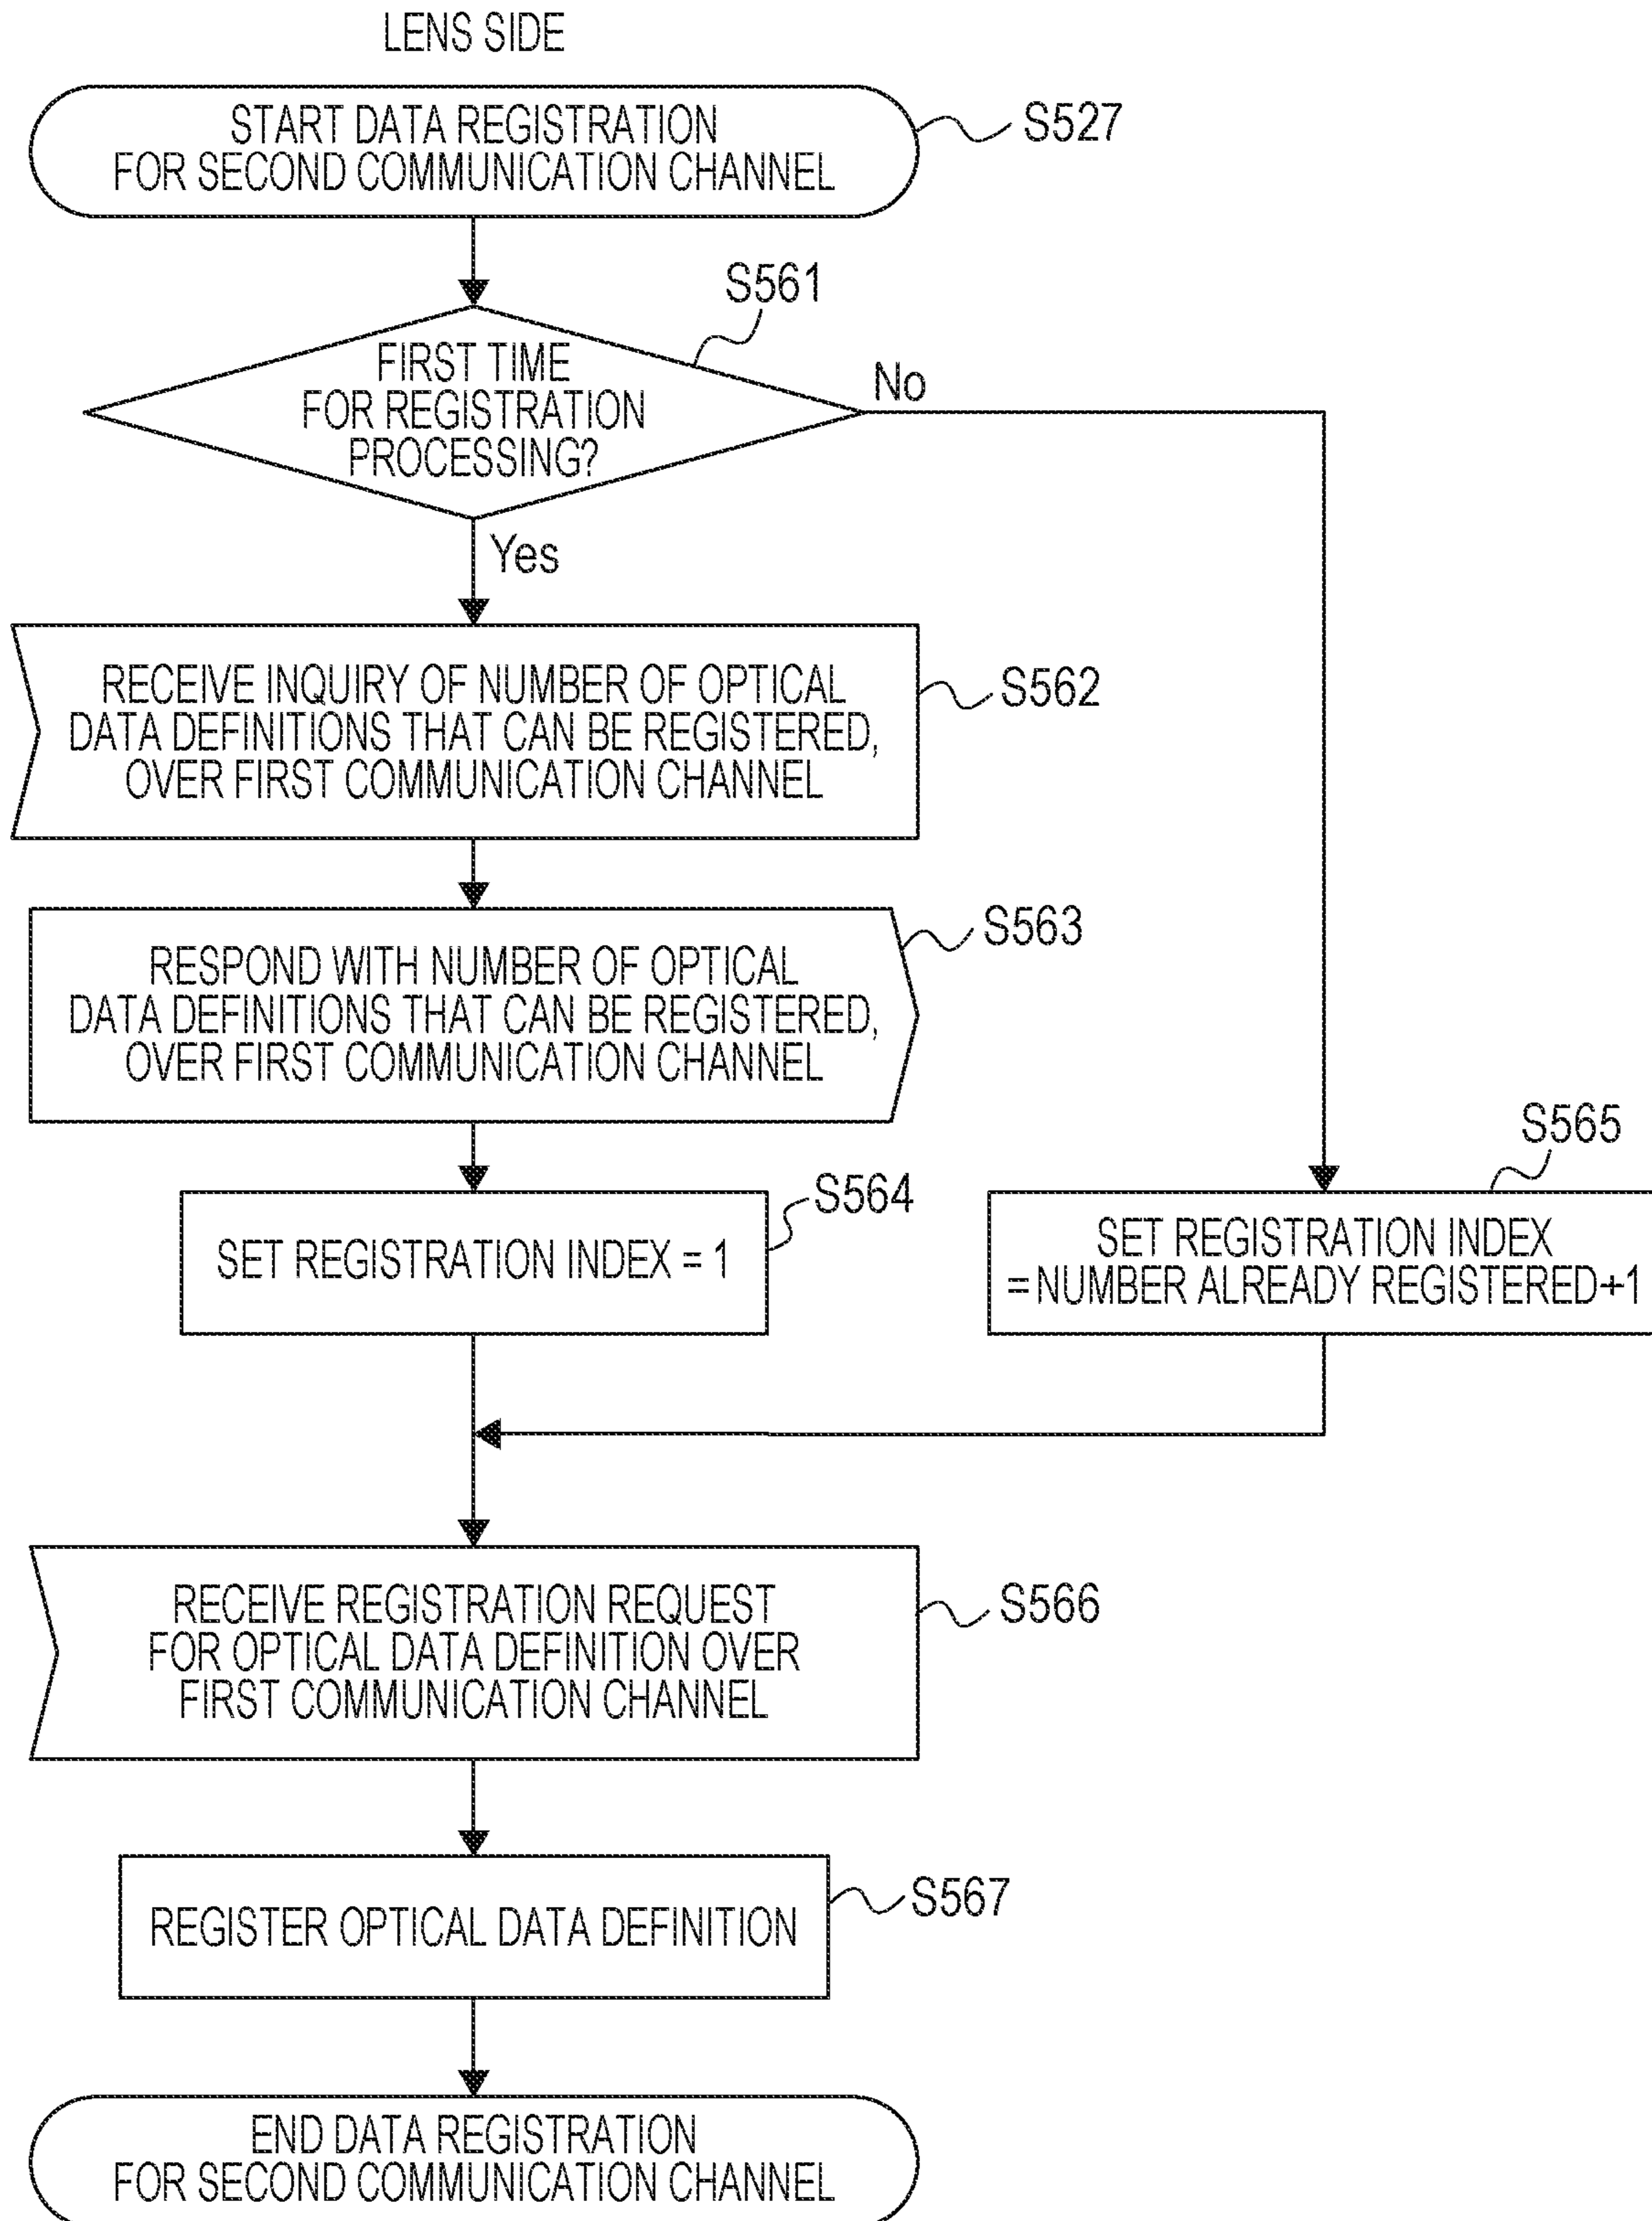 LENS SIDE
START DATA REGISTRATION
FOR SECOND COMMUNICATION CHANNEL
S527
S561
FIRST TIME
FOR REGISTRATION
PROCESSING?
No
Yes
RECEIVE INQUIRY OF NUMBER OF OPTICAL
DATA DEFINITIONS THAT CAN BE REGISTERED,
OVER FIRST COMMUNICATION CHANNEL
S562
RESPOND WITH NUMBER OF OPTICAL
DATA DEFINITIONS THAT CAN BE REGISTERED,
OVER FIRST COMMUNICATION CHANNEL
S563
SET REGISTRATION INDEX = 1
S564
S565
SET REGISTRATION INDEX
=NUMBER ALREADY REGISTERED+1
RECEIVE REGISTRATION REQUEST
FOR OPTICAL DATA DEFINITION OVER
FIRST COMMUNICATION CHANNEL
S566
REGISTER OPTICAL DATA DEFINITION
S567
END DATA REGISTRATION
FOR SECOND COMMUNICATION CHANNEL